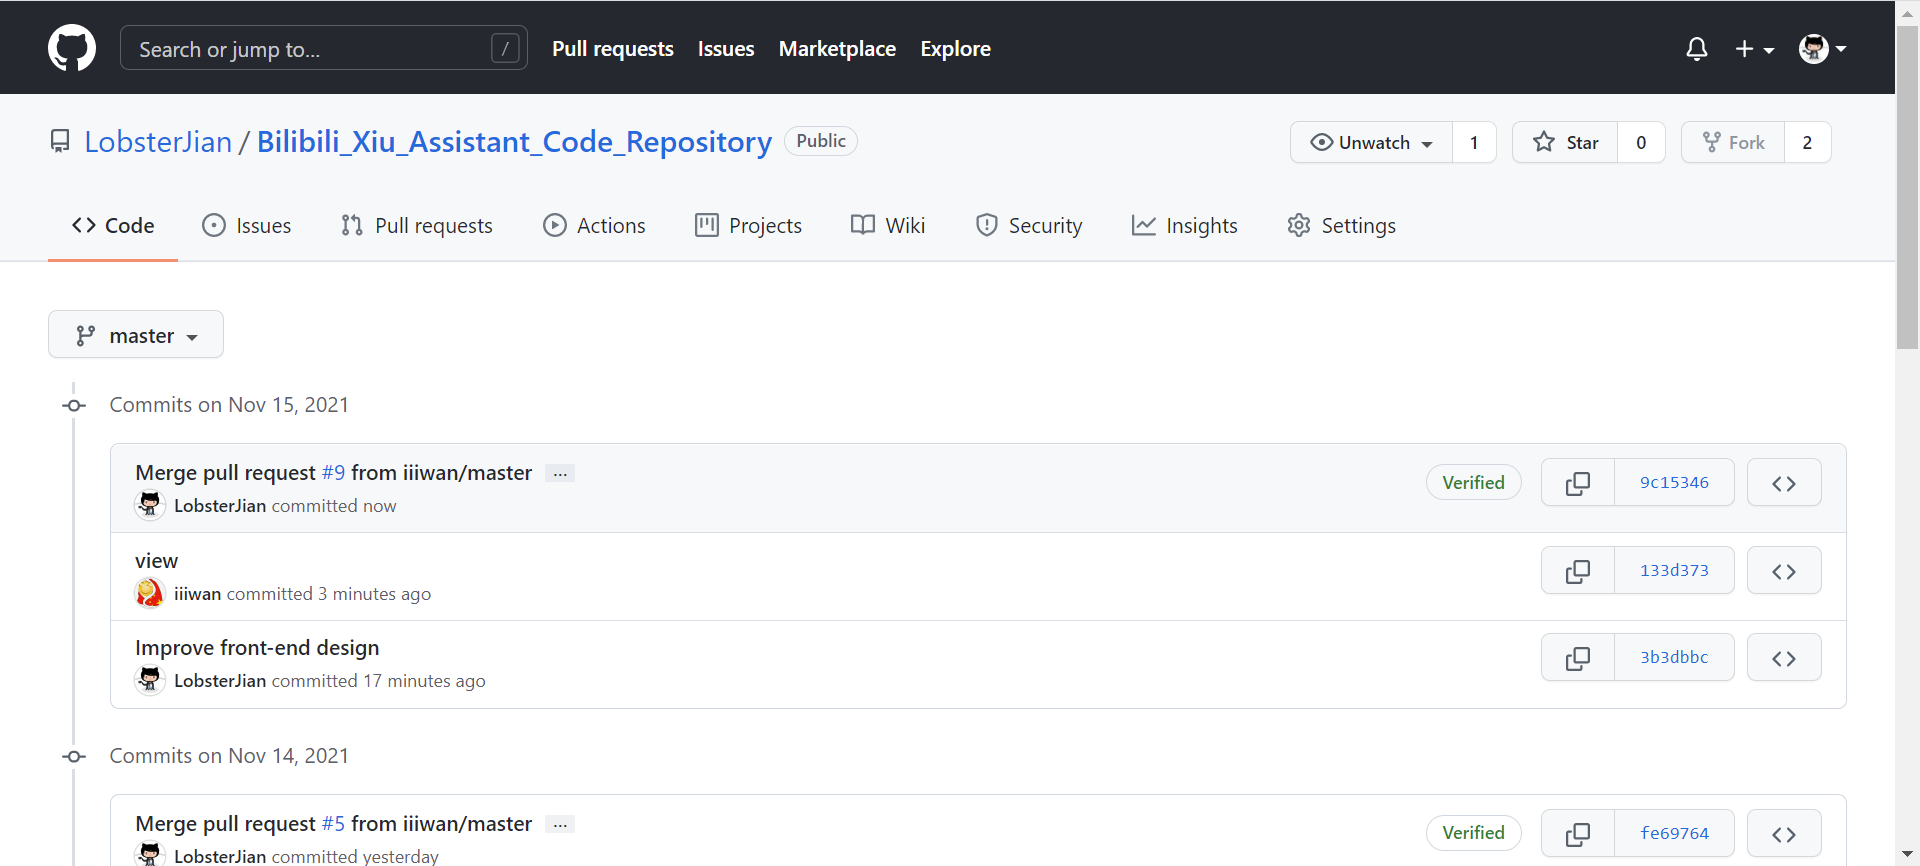 Search or jump to... /
Pull requests Issues Marketplace Explore
LobsterJian / Bilibili_Xiu_Assistant_Code_Repository Public
Unwatch 1 Star 0 Fork 2
Code Issues Pull requests Actions Projects Wiki Security Insights Settings
master
Commits on Nov 15, 2021
Merge pull request #9 from iiiwan/master ...
LobsterJian committed now
Verified 9c15346
view
iiiwan committed 3 minutes ago
133d373
Improve front-end design
LobsterJian committed 17 minutes ago
3b3dbbc
Commits on Nov 14, 2021
Merge pull request #5 from iiiwan/master ...
LobsterJian committed yesterday
Verified fe69764